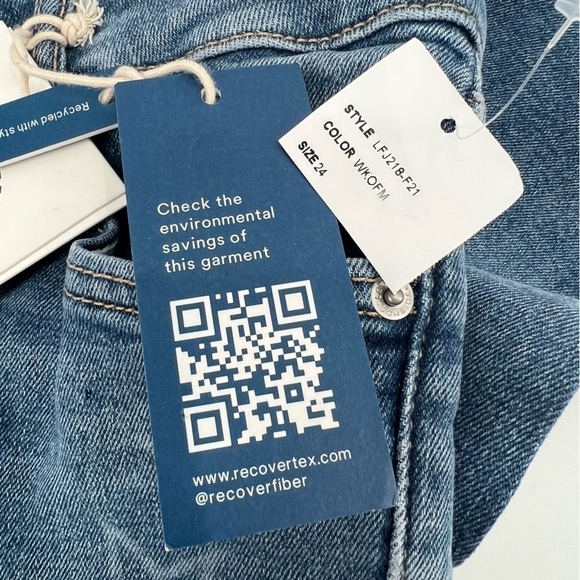 Recycled with style
Check the
environmental
savings of
this garment
www.recovertex.com
@recoverfiber
STYLE LFJ218-F21
COLOR WKOFM
SIZE 24